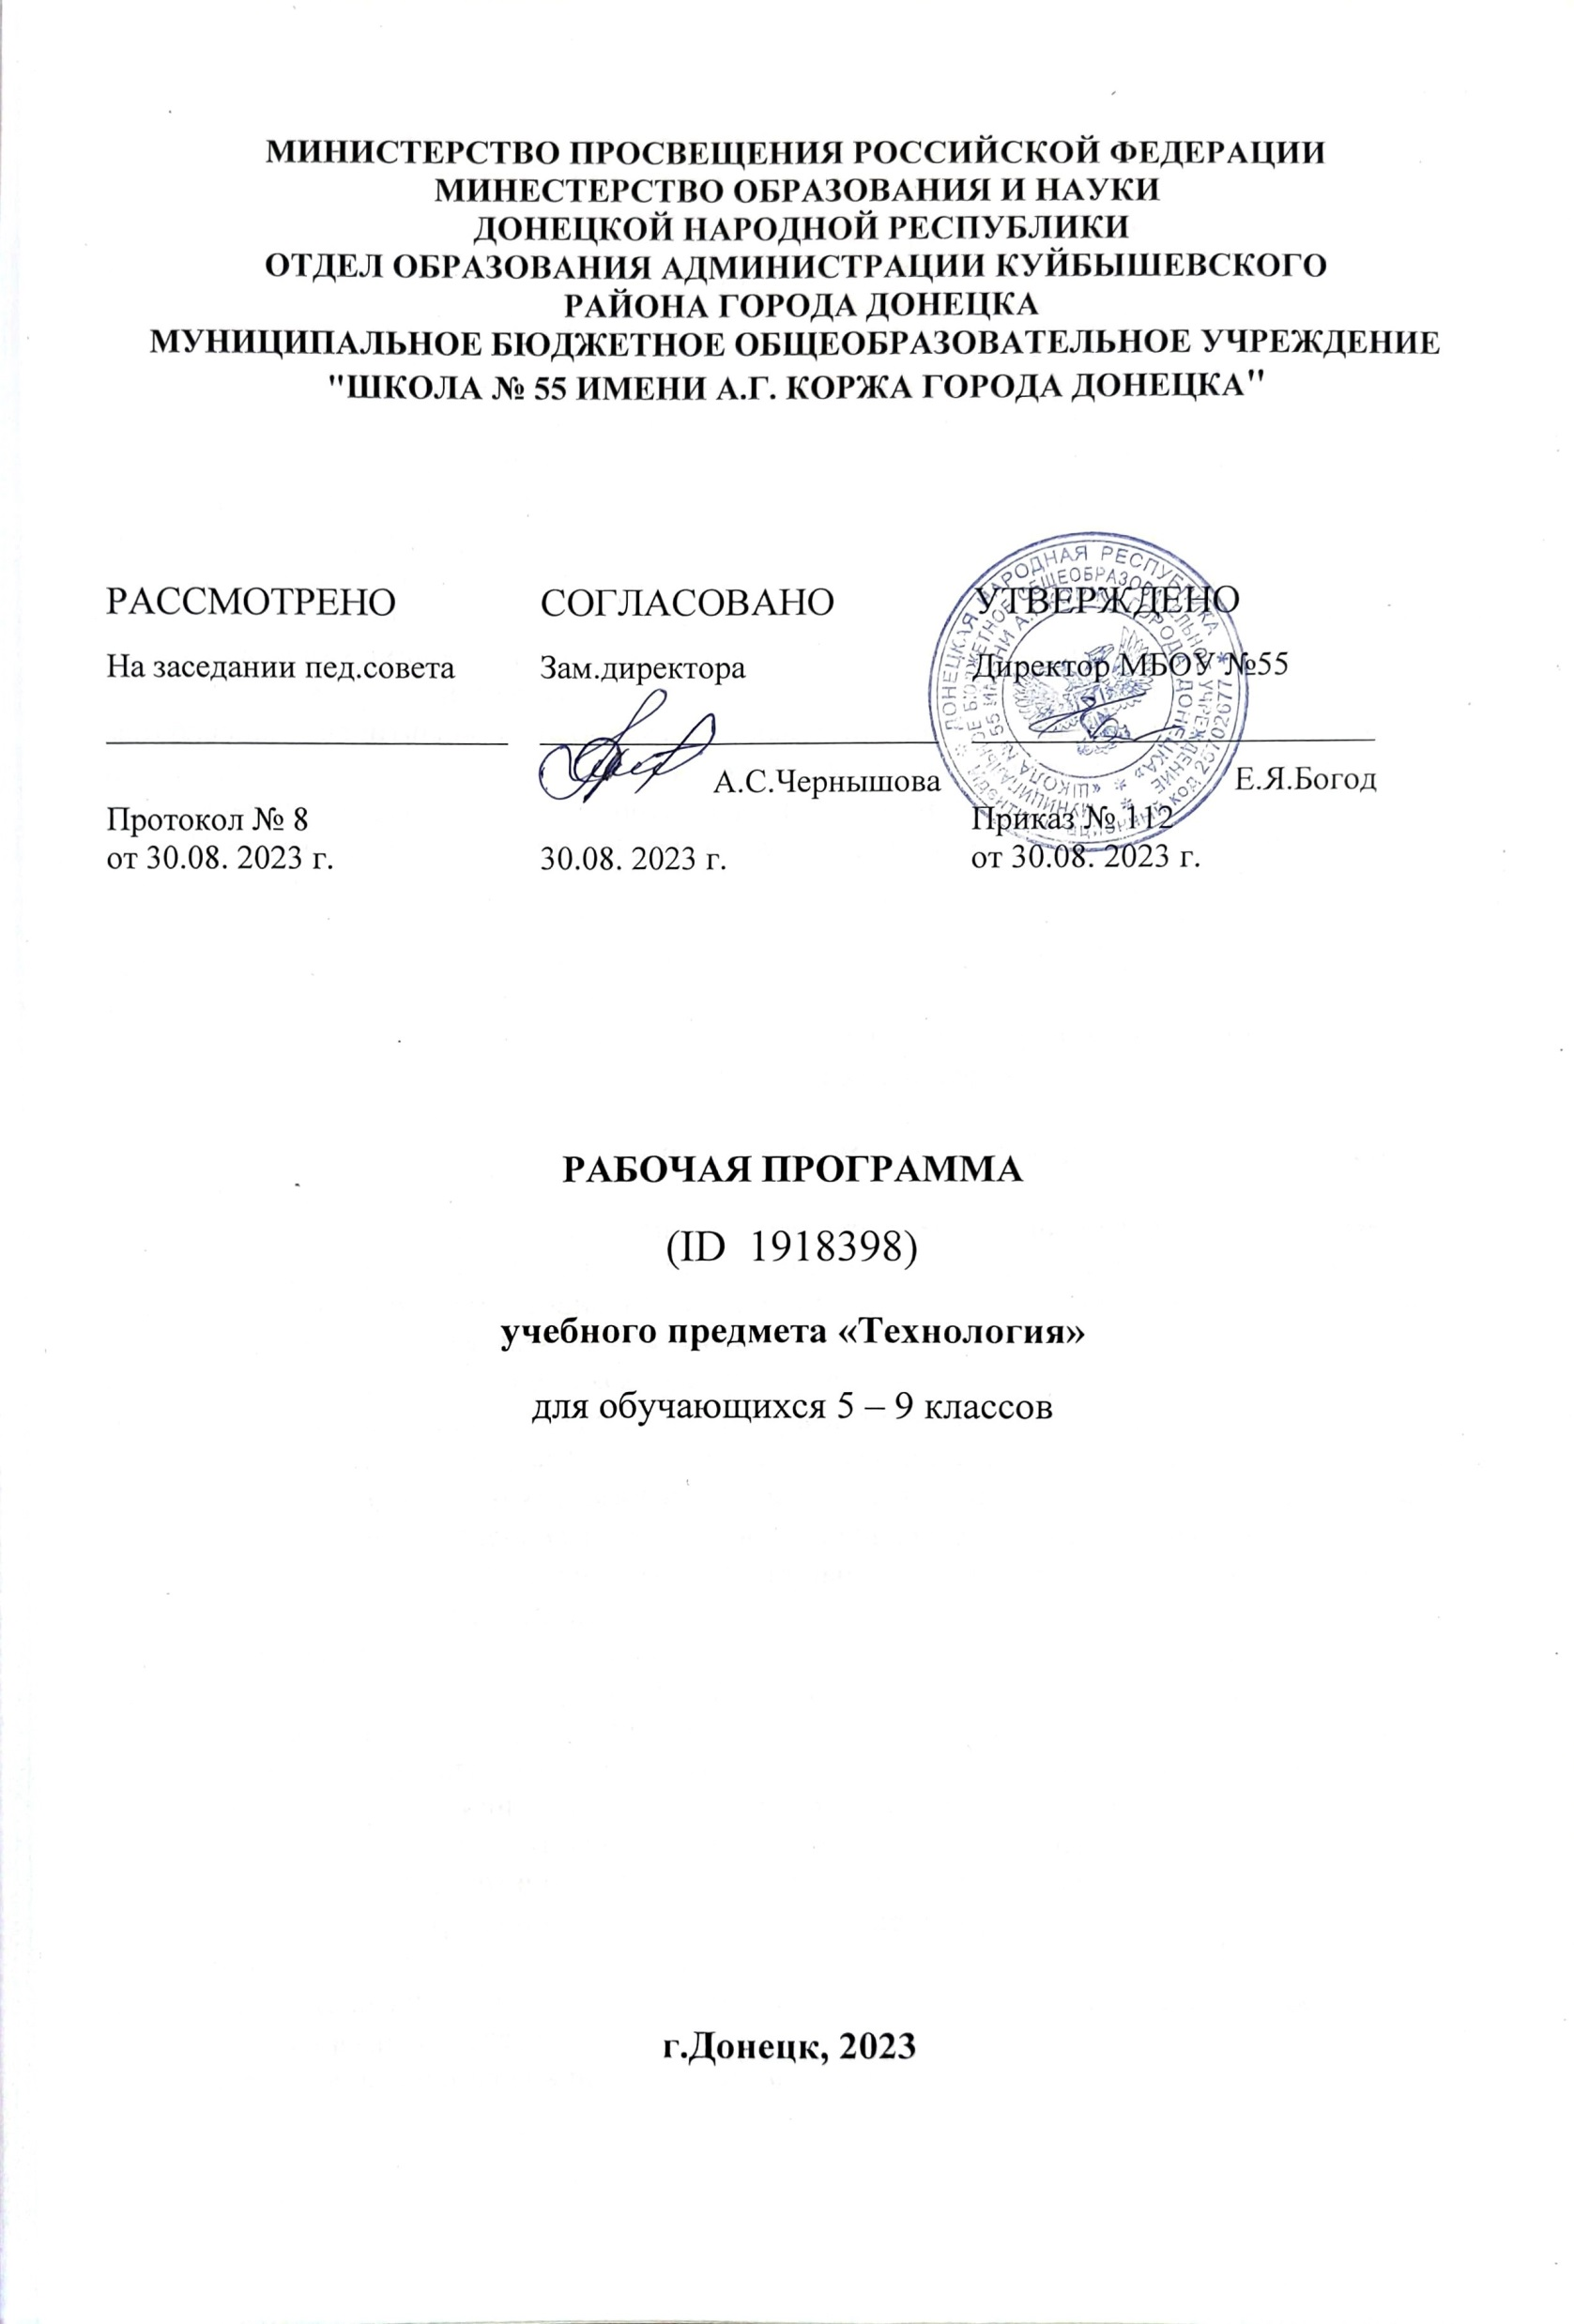 МИНИСТЕРСТВО ПРОСВЕЩЕНИЯ РОССИЙСКОЙ ФЕДЕРАЦИИ
МИНЕСТЕРСТВО ОБРАЗОВАНИЯ И НАУКИ
ДОНЕЦКОЙ НАРОДНОЙ РЕСПУБЛИКИ
ОТДЕЛ ОБРАЗОВАНИЯ АДМИНИСТРАЦИИ КУЙБЫШЕВСКОГО
РАЙОНА ГОРОДА ДОНЕЦКА
МУНИЦИПАЛЬНОЕ БЮДЖЕТНОЕ ОБЩЕОБРАЗОВАТЕЛЬНОЕ УЧРЕЖДЕНИЕ
"ШКОЛА № 55 ИМЕНИ А.Г. КОРЖА ГОРОДА ДОНЕЦКА"
РАССМОТРЕНО
На заседании пед.совета
Протокол № 8
от 30.08. 2023 г.
СОГЛАСОВАНО
Зам.директора
А.С.Чернышова
30.08. 2023 г.
УТВЕРЖДЕНО
Директор МБОУ №55
Е.Я.Богод
Приказ № 112
от 30.08. 2023 г.
ДОНЕЦКАЯ НАРОДНАЯ РЕСПУБЛИКА
РАБОЧАЯ ПРОГРАММА
(ID 1918398)
учебного предмета «Технология»
для обучающихся 5 – 9 классов
г.Донецк, 2023